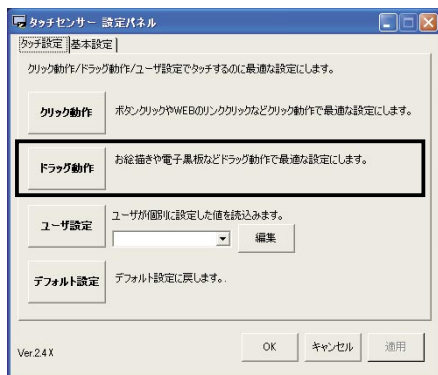 タッチセンサー 設定パネル
タッチ設定 基本設定
クリック動作/ドラッグ動作/ユーザ設定でタッチするのに最適な設定にします。
クリック動作 ボタンクリックやWEBのリンククリックなどクリック動作で最適な設定にします。
ドラッグ動作 お絵描きや電子黒板などドラッグ動作で最適な設定にします。
ユーザ設定 ユーザが個別に設定した値を読込みます。
編集
デフォルト設定 デフォルト設定に戻します。.
Ver.2.4 X OK キャンセル 適用